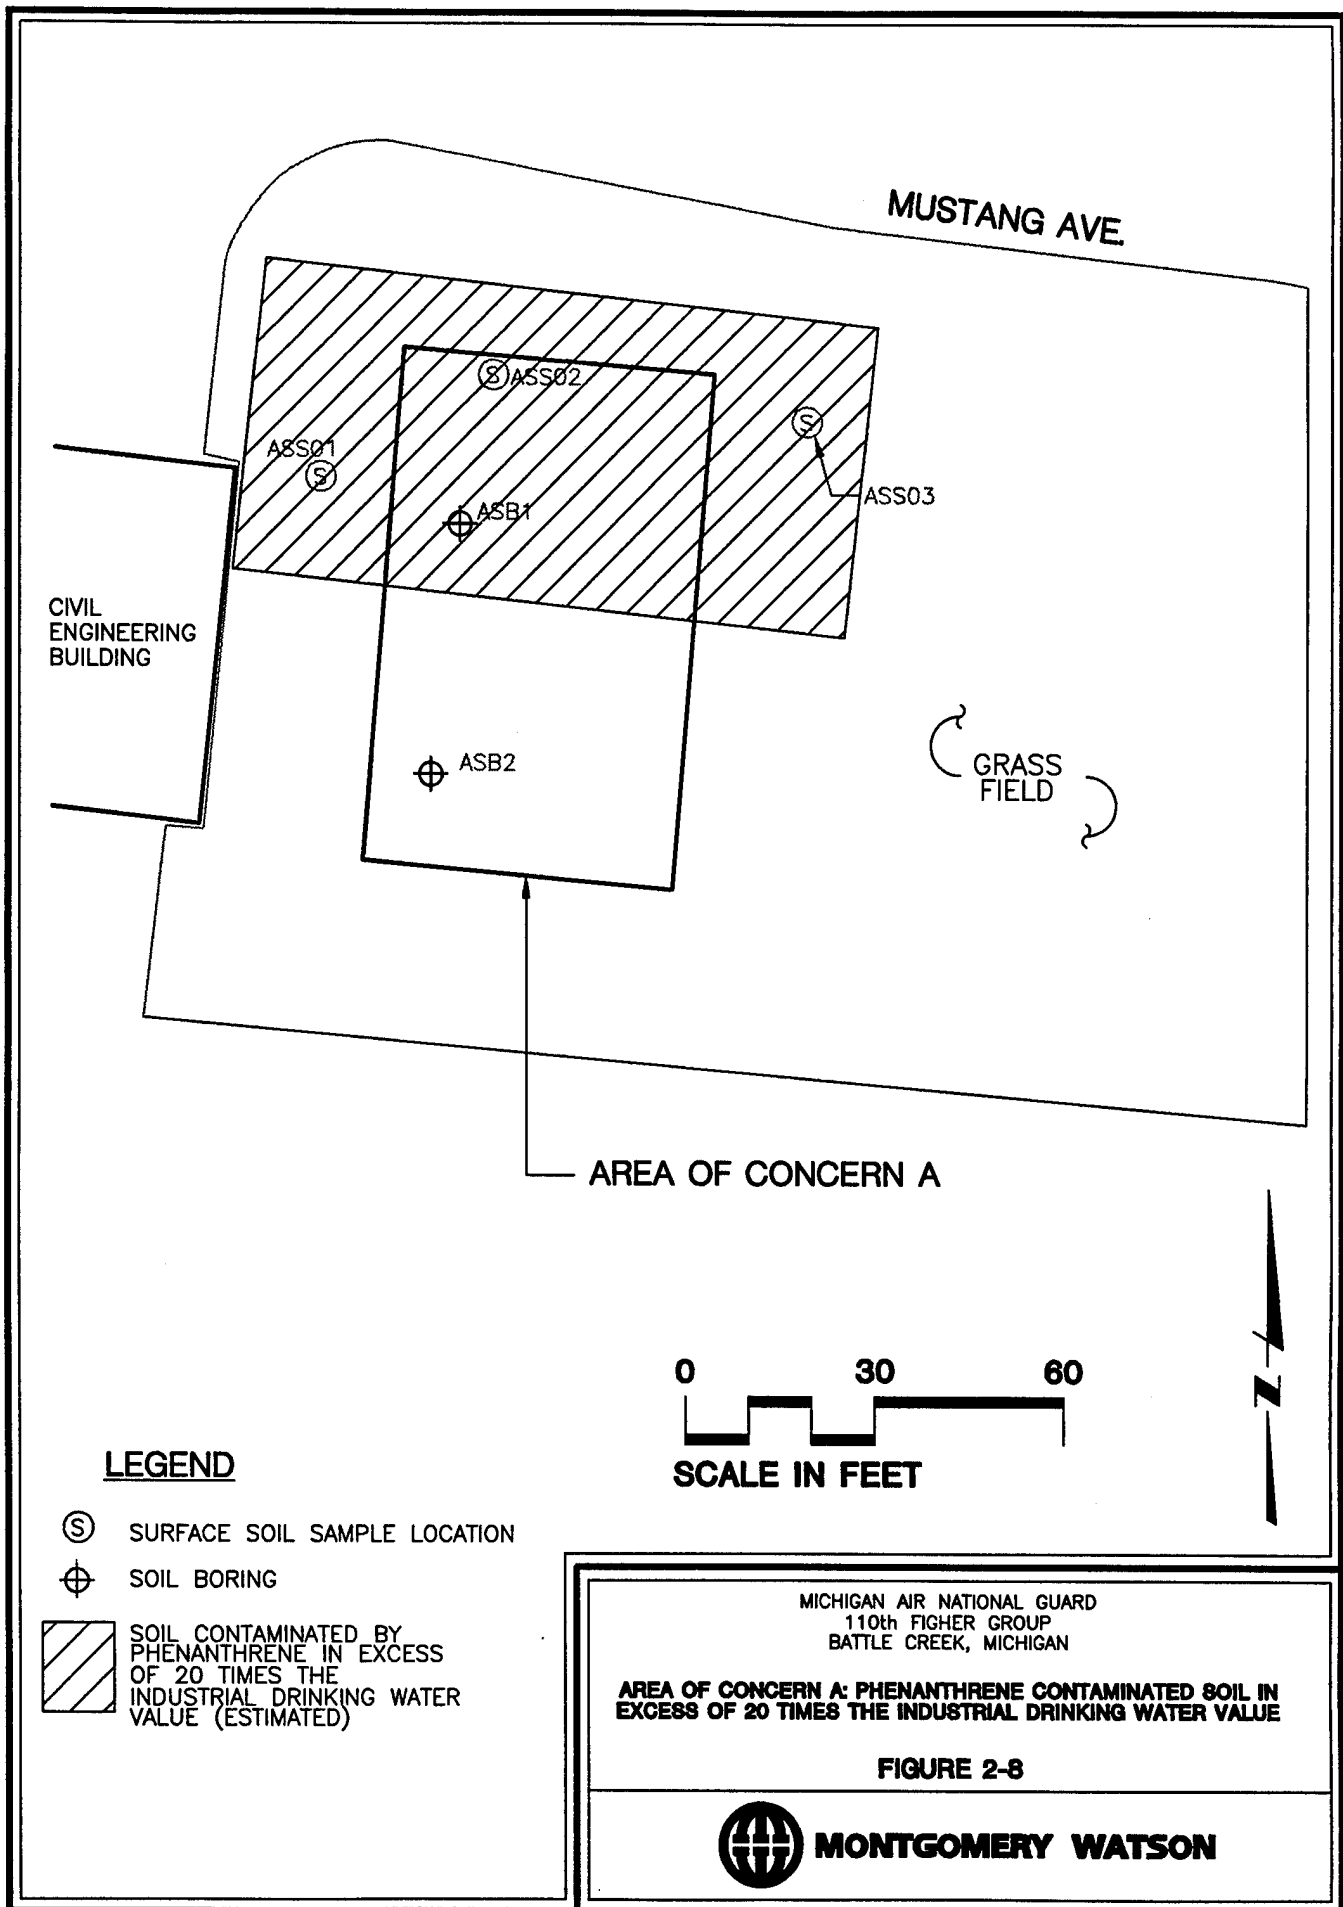 MUSTANG AVE.
ASS02
ASS01
ASS03
ASB1
CIVIL
ENGINEERING
BUILDING
ASB2
GRASS
FIELD
AREA OF CONCERN A
0 30 60
SCALE IN FEET
N
LEGEND
S SURFACE SOIL SAMPLE LOCATION
SOIL BORING
SOIL CONTAMINATED BY
PHENANTHRENE IN EXCESS
OF 20 TIMES THE
INDUSTRIAL DRINKING WATER
VALUE (ESTIMATED)
MICHIGAN AIR NATIONAL GUARD
110th FIGHER GROUP
BATTLE CREEK, MICHIGAN
AREA OF CONCERN A: PHENANTHRENE CONTAMINATED SOIL IN
EXCESS OF 20 TIMES THE INDUSTRIAL DRINKING WATER VALUE
FIGURE 2-8
MONTGOMERY WATSON